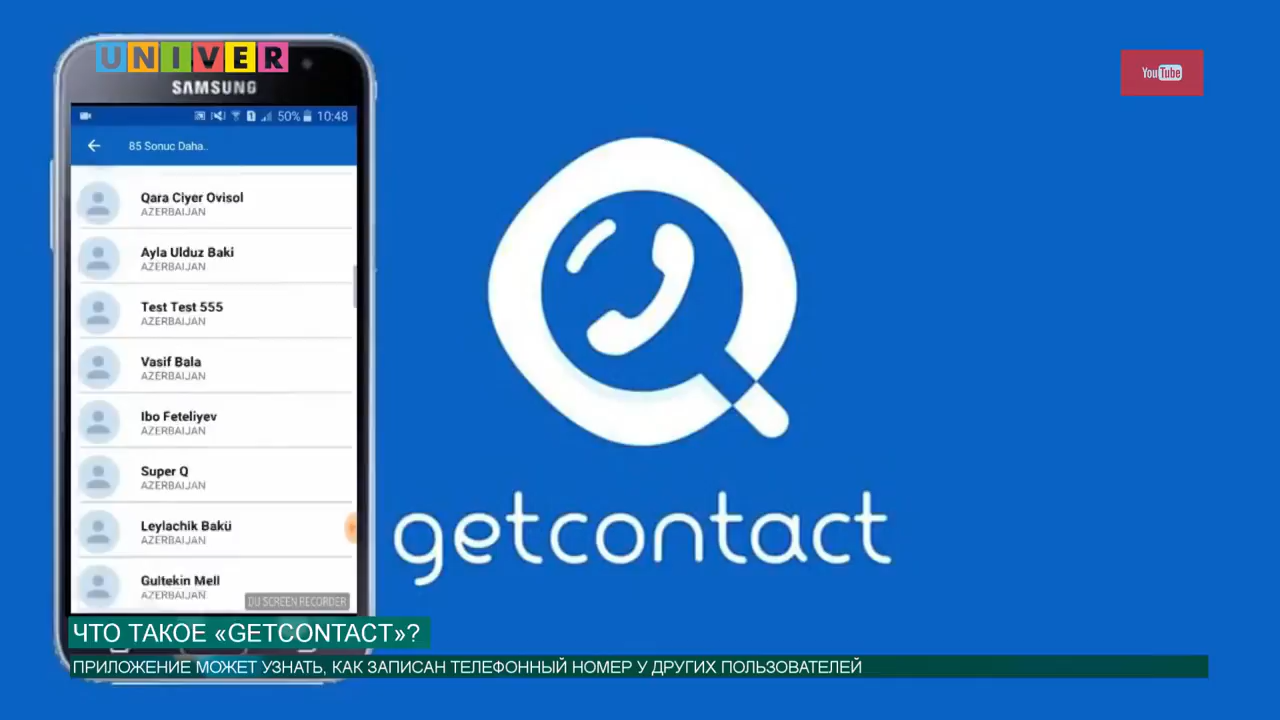 UNIVER
YouTube
SAMSUNG
50% 10:48
85 Sonuc Daha..
Qara Ciyer Ovisol
AZERBAIJAN
Ayla Ulduz Baki
AZERBAIJAN
Test Test 555
AZERBAIJAN
Vasif Bala
AZERBAIJAN
Ibo Feteliyev
AZERBAIJAN
Super Q
AZERBAIJAN
Leylachik Bakü
AZERBAIJAN
Gultekin Mell
AZERBAIJAN
DU SCREEN RECORDER
getcontact
ЧТО ТАКОЕ «GETCONTACT»?
ПРИЛОЖЕНИЕ МОЖЕТ УЗНАТЬ, КАК ЗАПИСАН ТЕЛЕФОННЫЙ НОМЕР У ДРУГИХ ПОЛЬЗОВАТЕЛЕЙ